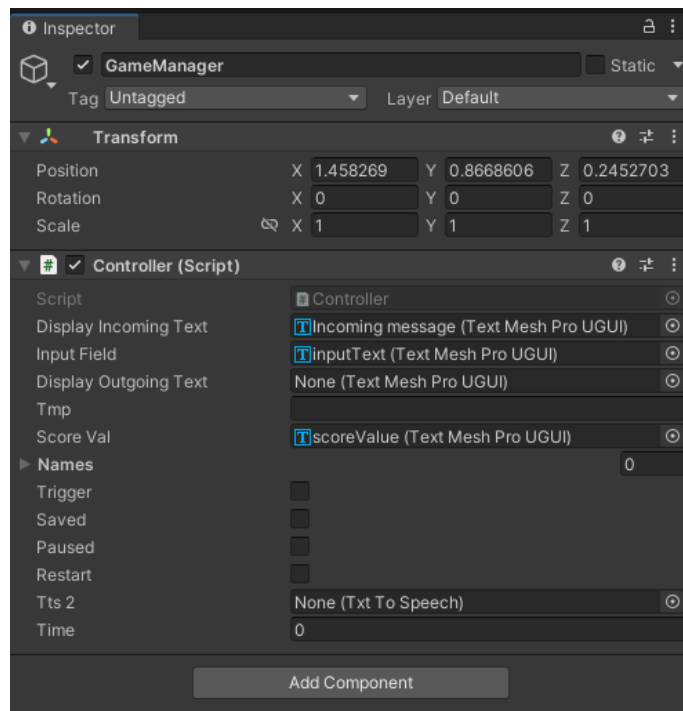 Inspector
GameManager Static
Tag Untagged Layer Default
Transform
Position X 1.458269 Y 0.8668606 Z 0.2452703
Rotation X 0 Y 0 Z 0
Scale X 1 Y 1 Z 1
# Controller (Script)
Script # Controller
Display Incoming Text T Incoming message (Text Mesh Pro UGUI)
Input Field T inputText (Text Mesh Pro UGUI)
Display Outgoing Text None (Text Mesh Pro UGUI)
Tmp
Score Val T scoreValue (Text Mesh Pro UGUI)
Names 0
Trigger
Saved
Paused
Restart
Tts 2 None (Txt To Speech)
Time 0
Add Component